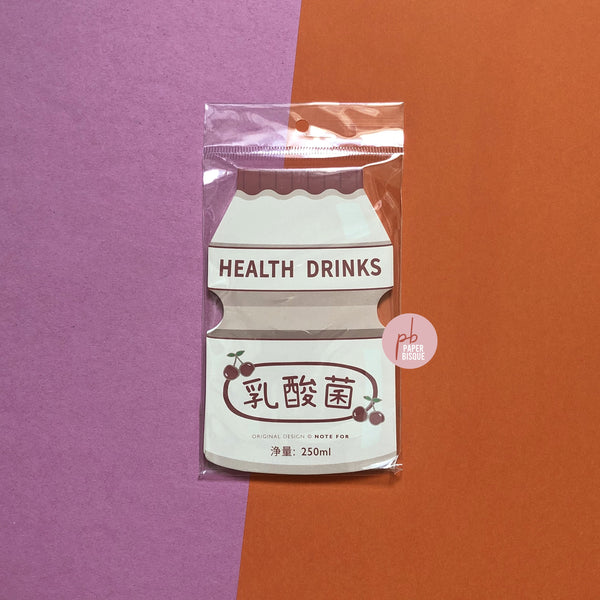 HEALTH DRINKS
pb
PAPER
BISQUE
乳酸菌
ORIGINAL DESIGN © NOTE FOR
净量: 250ml